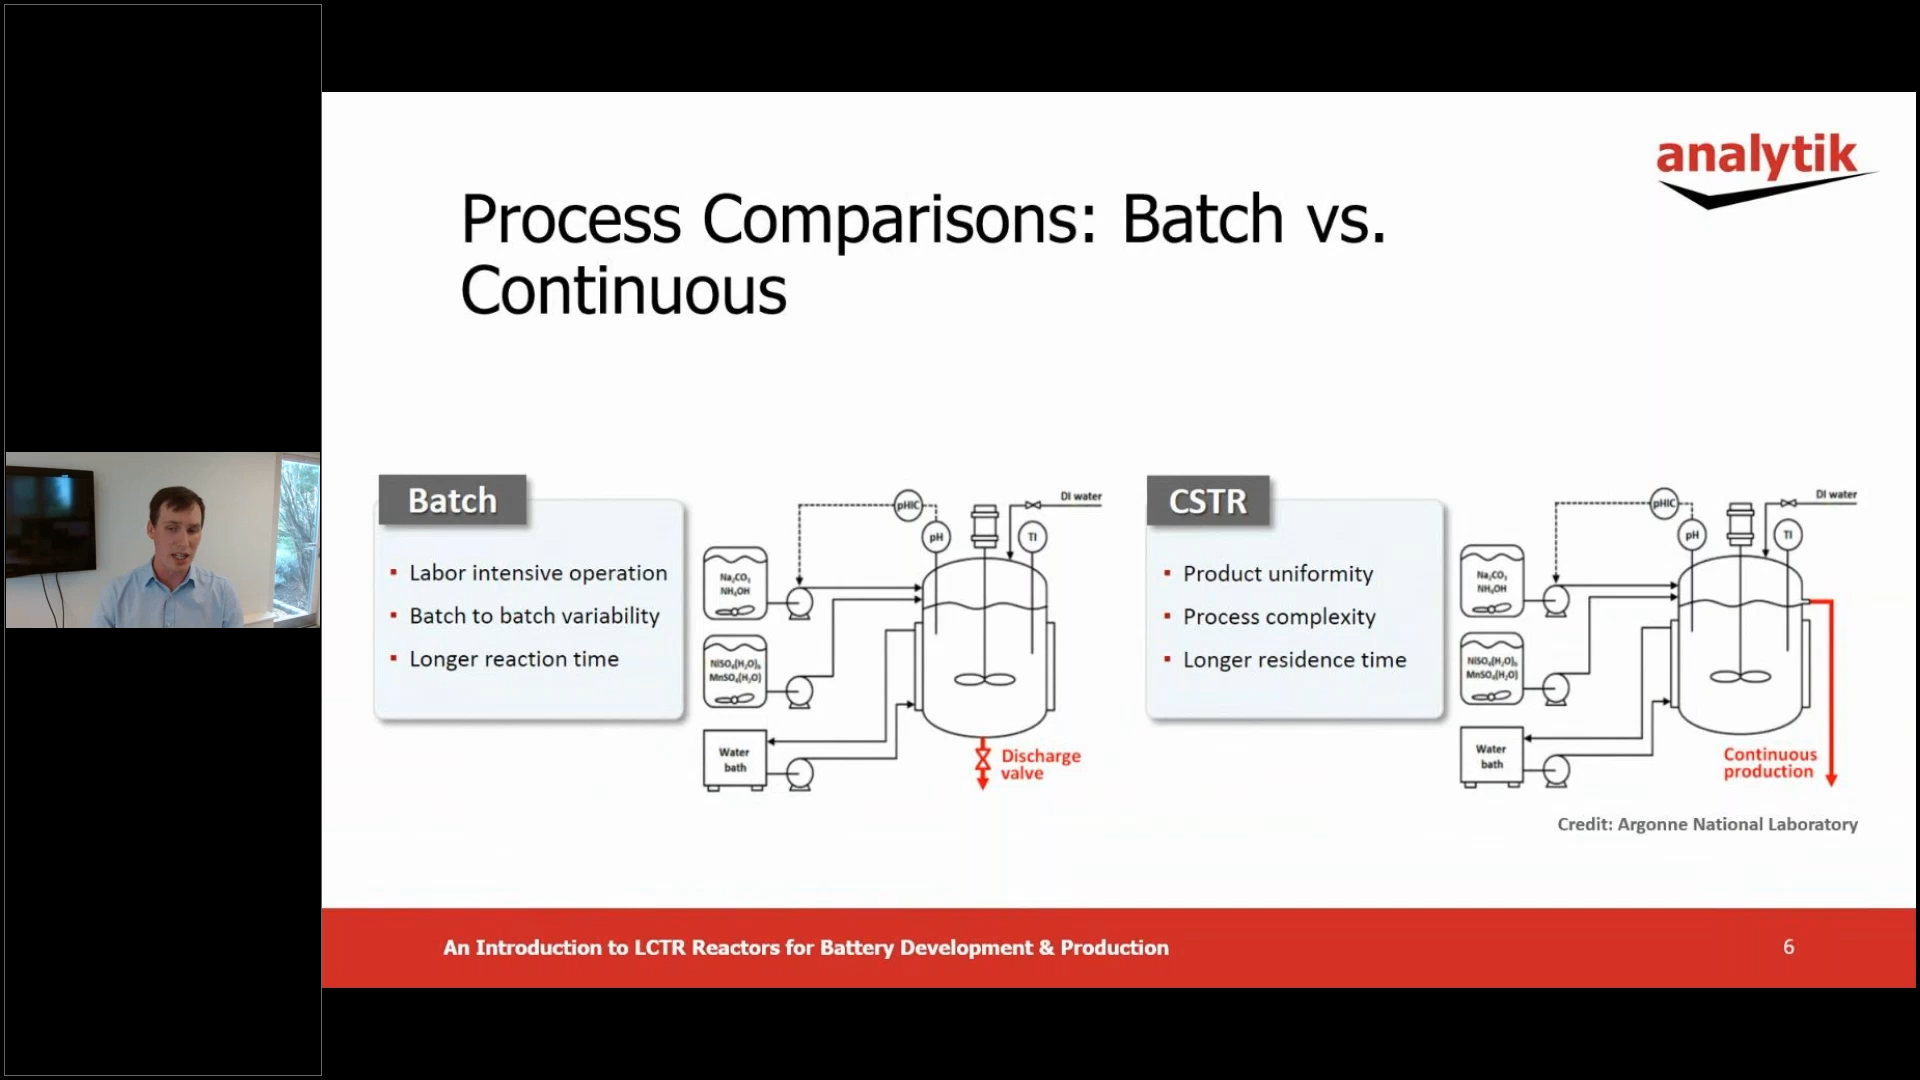 analytik
Process Comparisons: Batch vs.
Continuous
Batch
▪ Labor intensive operation
▪ Batch to batch variability
▪ Longer reaction time
pHIC
DI water
pH
TI
Na₂CO₃
NH₄OH
NiSO₄(H₂O)₆
MnSO₄(H₂O)
Water
bath
Discharge
valve
CSTR
▪ Product uniformity
▪ Process complexity
▪ Longer residence time
pHIC
DI water
pH
TI
Na₂CO₃
NH₄OH
NiSO₄(H₂O)₆
MnSO₄(H₂O)
Water
bath
Continuous
production
Credit: Argonne National Laboratory
An Introduction to LCTR Reactors for Battery Development & Production
6